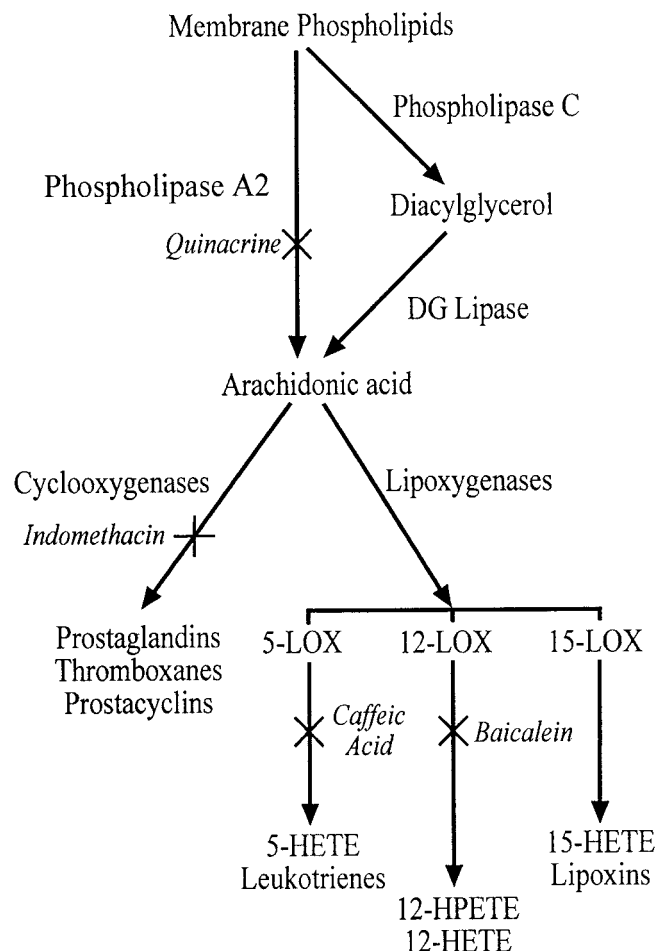 Membrane Phospholipids
Phospholipase C
Phospholipase A2
Diacylglycerol
Quinacrine
DG Lipase
Arachidonic acid
Cyclooxygenases
Lipoxygenases
Indomethacin
Prostaglandins
Thromboxanes
Prostacyclins
5-LOX
12-LOX
15-LOX
Caffeic
Acid
Baicalein
5-HETE
Leukotrienes
15-HETE
Lipoxins
12-HPETE
12-HETE